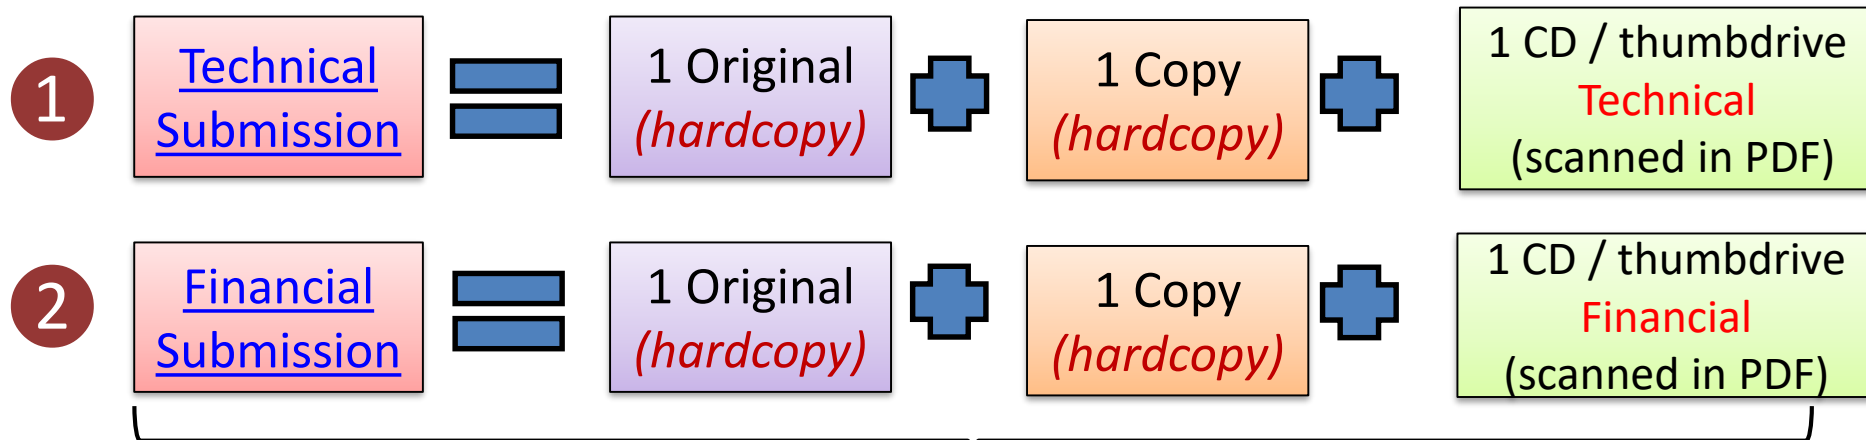 1
Technical
Submission
1 Original
(hardcopy)
1 Copy
(hardcopy)
1 CD / thumbdrive
Technical
(scanned in PDF)
2
Financial
Submission
1 Original
(hardcopy)
1 Copy
(hardcopy)
1 CD / thumbdrive
Financial
(scanned in PDF)